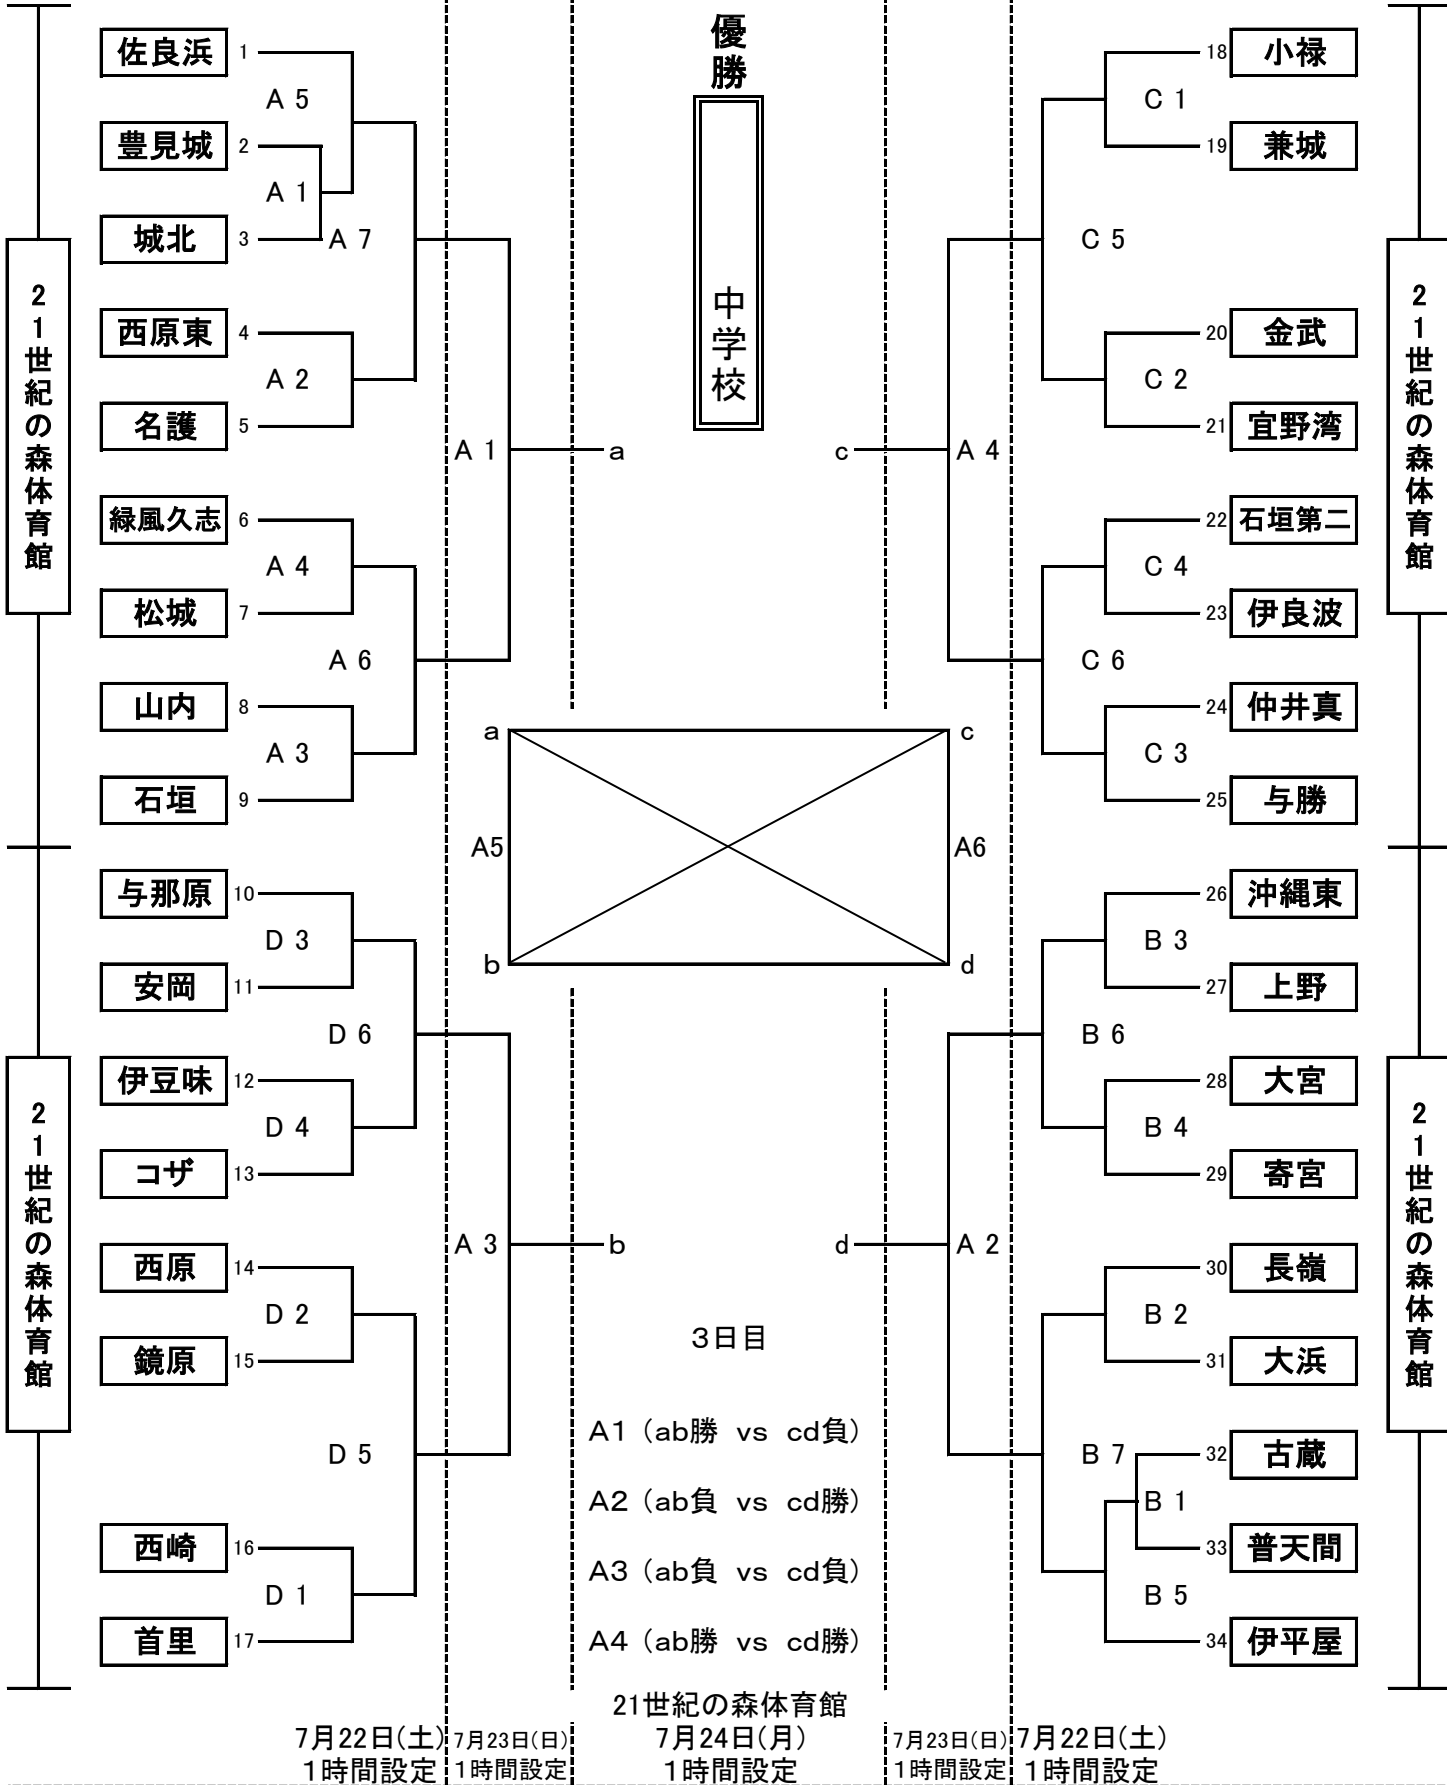 優勝
中学校
21世紀の森体育館
21世紀の森体育館
佐良浜 1
A 5
豊見城 2
A 1
城北 3
A 7
西原東 4
A 2
名護 5
A 1
a
緑風久志 6
A 4
松城 7
A 6
山内 8
A 3
石垣 9
与那原 10
D 3
安岡 11
D 6
伊豆味 12
D 4
コザ 13
A 3
b
西原 14
D 2
鏡原 15
D 5
西崎 16
D 1
首里 17
a
c
A5
A6
b
d
3日目
A1（ab勝 vs cd負）
A2（ab負 vs cd勝）
A3（ab負 vs cd負）
A4（ab勝 vs cd勝）
18 小禄
C 1
19 兼城
C 5
20 金武
C 2
21 宜野湾
c
A 4
22 石垣第二
C 4
23 伊良波
C 6
24 仲井真
C 3
25 与勝
26 沖縄東
B 3
27 上野
B 6
28 大宮
B 4
29 寄宮
d
A 2
30 長嶺
B 2
31 大浜
B 7
32 古蔵
B 1
33 普天間
B 5
34 伊平屋
21世紀の森体育館
21世紀の森体育館
21世紀の森体育館
7月22日(土) 7月23日(日) 7月24日(月) 7月23日(日) 7月22日(土)
1時間設定 1時間設定 1時間設定 1時間設定 1時間設定